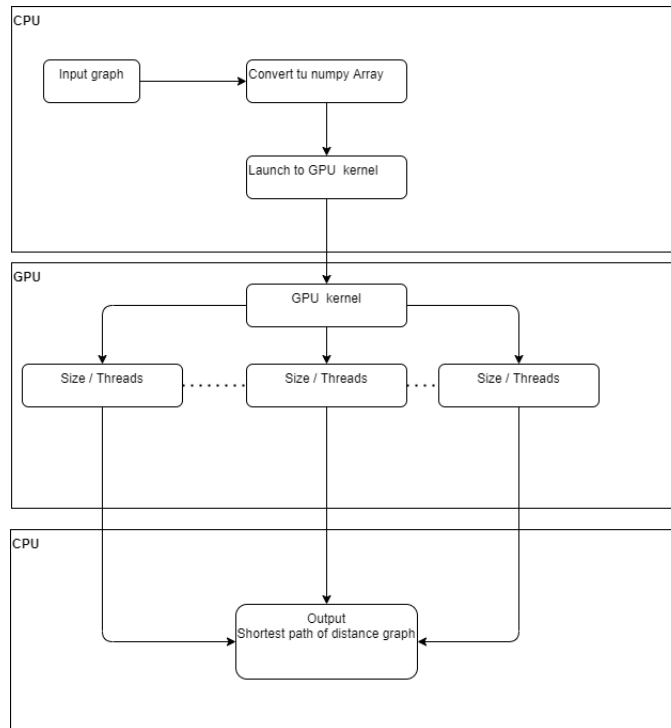 CPU
Input graph
Convert tu numpy Array
Launch to GPU kernel
GPU
GPU kernel
Size / Threads
Size / Threads
Size / Threads
CPU
Output
Shortest path of distance graph